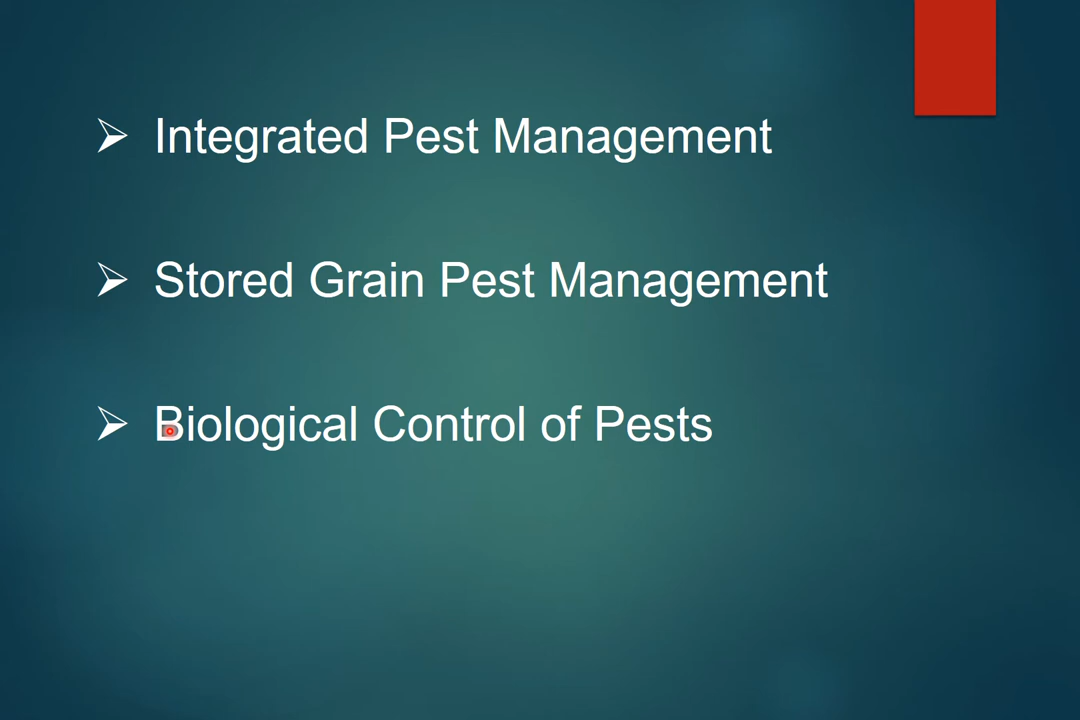 Integrated Pest Management
Stored Grain Pest Management
Biological Control of Pests